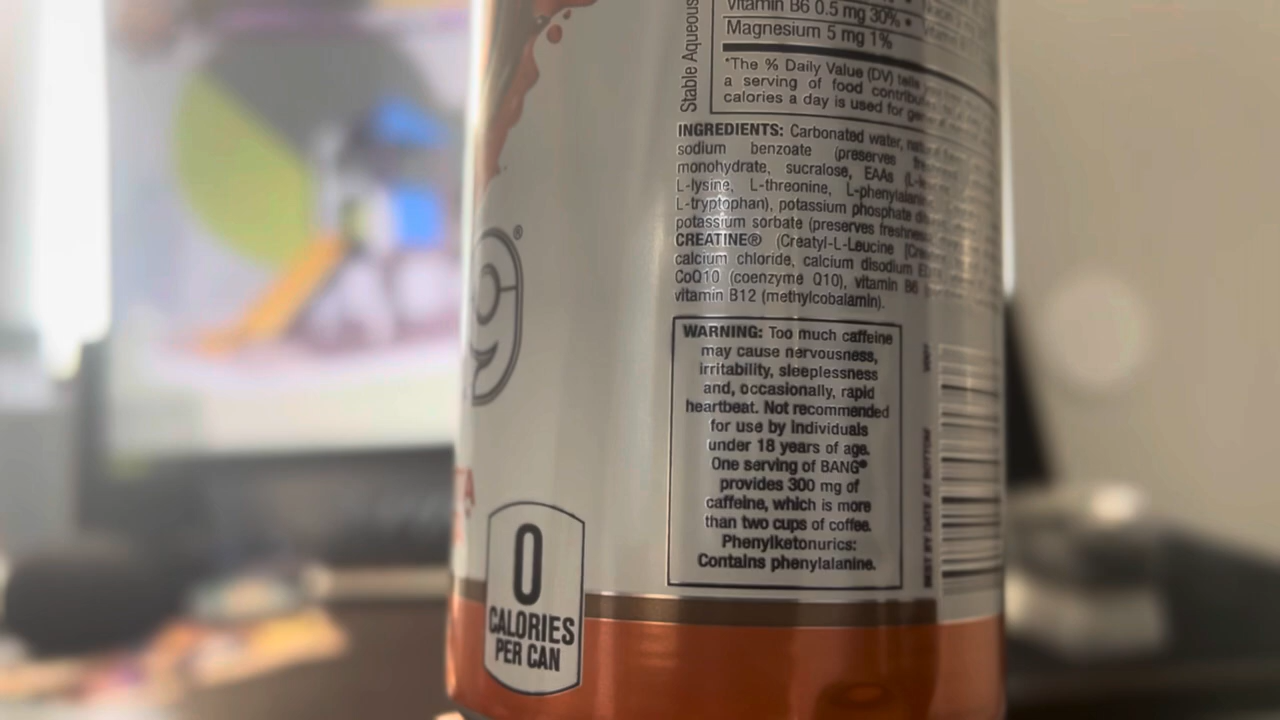 Vitamin B6 0.5 mg 30% *
Magnesium 5 mg 1%
*The % Daily Value (DV) tells
a serving of food
calories a day is used for
Stable Aqueous
INGREDIENTS: Carbonated water,
sodium benzoate (preserves
monohydrate, sucralose, EAAs
L-lysine, L-threonine,
L-tryptophan), potassium phosphate
potassium sorbate (preserves freshness
CREATINE® (Creatyl-L-Leucine
calcium chloride, calcium disodium
CoQ10 (coenzyme Q10), vitamin B6
vitamin B12 (methylcobalamin).
WARNING: Too much caffeine
may cause nervousness,
irritability, sleeplessness
and, occasionally, rapid
heartbeat. Not recommended
for use by individuals
under 18 years of age.
One serving of BANG®
provides 300 mg of
caffeine, which is more
than two cups of coffee.
Phenylketonurics:
Contains phenylalanine.
BEST BY DATE AT BOTTOM
g®
TA
0
CALORIES
PER CAN